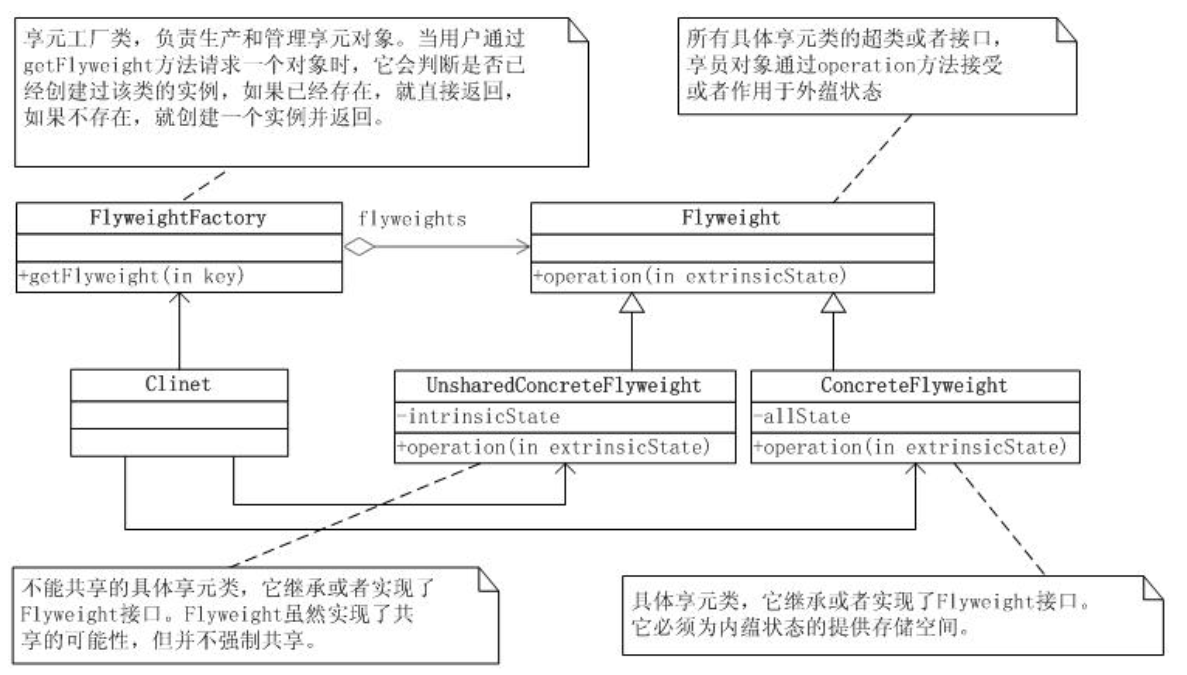 享元工厂类，负责生产和管理享元对象。当用户通过
getFlyweight方法请求一个对象时，它会判断是否已
经创建过该类的实例，如果已经存在，就直接返回，
如果不存在，就创建一个实例并返回。
所有具体享元类的超类或者接口，
享员对象通过operation方法接受
或者作用于外蕴状态
FlyweightFactory
+getFlyweight(in key)
flyweights
Flyweight
+operation(in extrinsicState)
Clinet
UnsharedConcreteFlyweight
-intrinsicState
+operation(in extrinsicState)
ConcreteFlyweight
-allState
+operation(in extrinsicState)
不能共享的具体享元类，它继承或者实现了
Flyweight接口。Flyweight虽然实现了共
享的可能性，但并不强制共享。
具体享元类，它继承或者实现了Flyweight接口。
它必须为内蕴状态的提供存储空间。